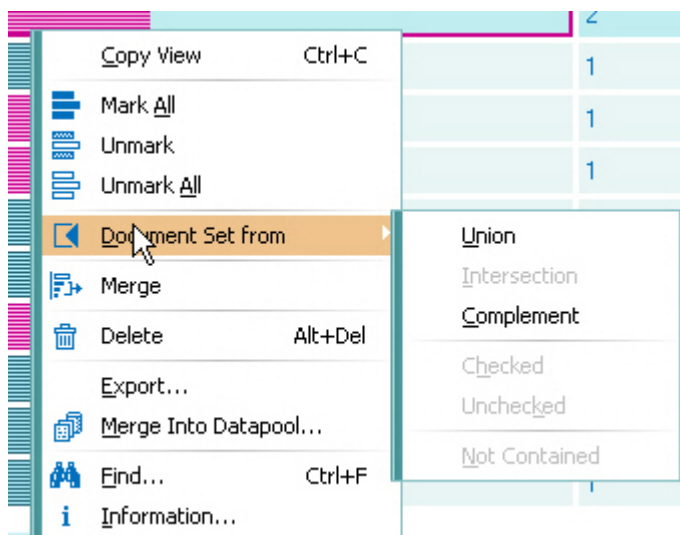 2
Copy View Ctrl+C
1
Mark All
1
Unmark
1
Unmark All
Document Set from
Union
Intersection
Merge
Complement
Delete Alt+Del
Checked
Export...
Unchecked
Merge Into Datapool...
Not Contained
Find... Ctrl+F
1
Information...